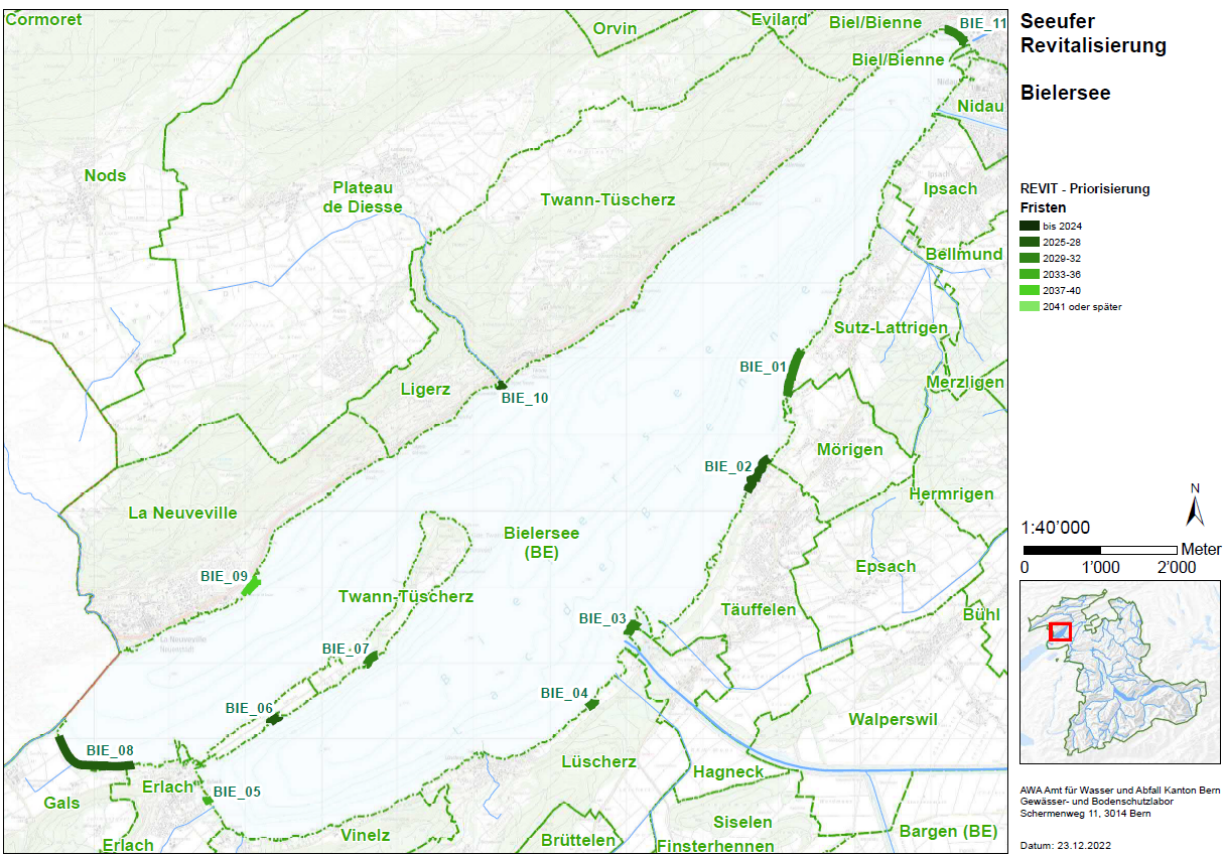 Cormoret
Orvin
Evilard
Biel/Bienne
BIE_11
Biel/Bienne
Nidau
Nods
Plateau
de Diesse
Twann-Tüscherz
Ipsach
Bellmund
Sutz-Lattrigen
BIE_01
Merzligen
Ligerz
BIE_10
Mörigen
BIE_02
Hermrigen
La Neuveville
Bielersee
(BE)
Epsach
BIE_09
Twann-Tüscherz
Täuffelen
Bühl
BIE_03
BIE_07
BIE_04
BIE_06
Walperswil
BIE_08
Lüscherz
Hagneck
Erlach
BIE_05
Gals
Siselen
Bargen (BE)
Vinelz
Erlach
Brüttelen
Finsterhennen
Seeufer
Revitalisierung
Bielersee
REVIT - Priorisierung
Fristen
bis 2024
2025-28
2029-32
2033-36
2037-40
2041 oder später
N
1:40'000
Meter
0 1'000 2'000
AWA Amt für Wasser und Abfall Kanton Bern
Gewässer- und Bodenschutzlabor
Schermenweg 11, 3014 Bern
Datum: 23.12.2022